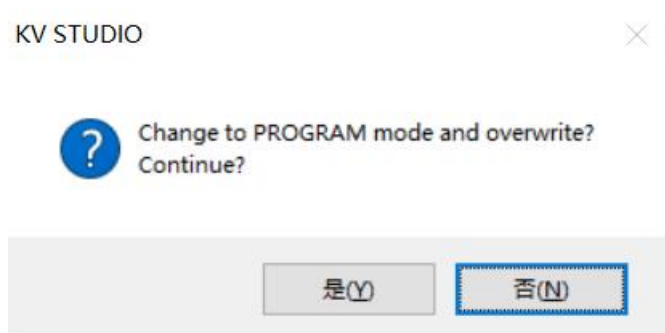 KV STUDIO
Change to PROGRAM mode and overwrite?
Continue?
是(Y)
否(N)